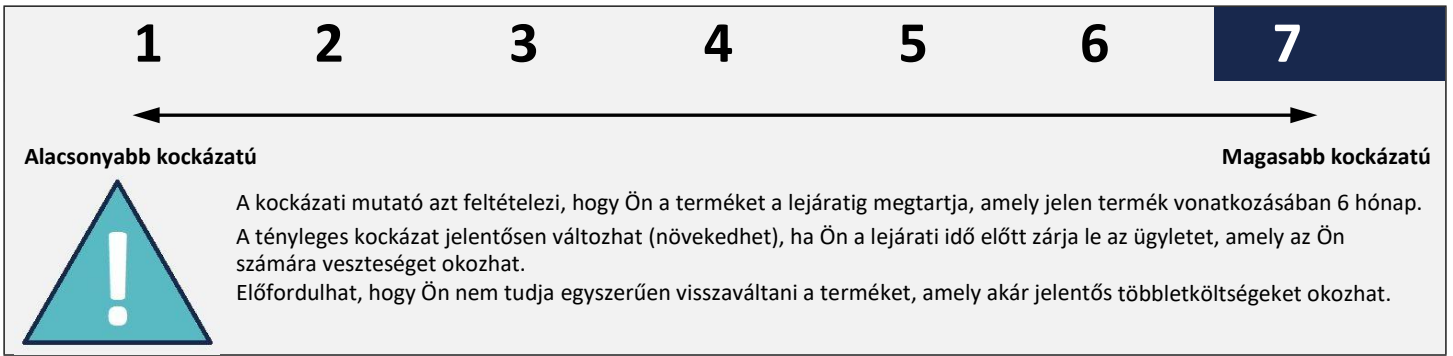 1 2 3 4 5 6 7
Alacsonyabb kockázatú Magasabb kockázatú
A kockázati mutató azt feltételezi, hogy Ön a terméket a lejáratig megtartja, amely jelen termék vonatkozásában 6 hónap.
A tényleges kockázat jelentősen változhat (növekedhet), ha Ön a lejárati idő előtt zárja le az ügyletet, amely az Ön
számára veszteséget okozhat.
Előfordulhat, hogy Ön nem tudja egyszerűen visszaváltani a terméket, amely akár jelentős többletköltségeket okozhat.
!